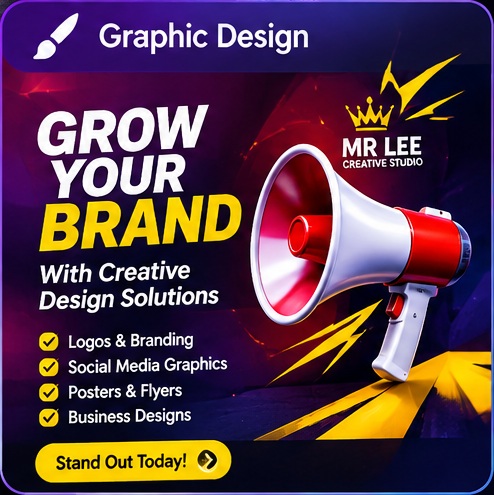 Graphic Design
GROW
YOUR
BRAND
With Creative
Design Solutions
Logos & Branding
Social Media Graphics
Posters & Flyers
Business Designs
Stand Out Today!
MR LEE
CREATIVE STUDIO